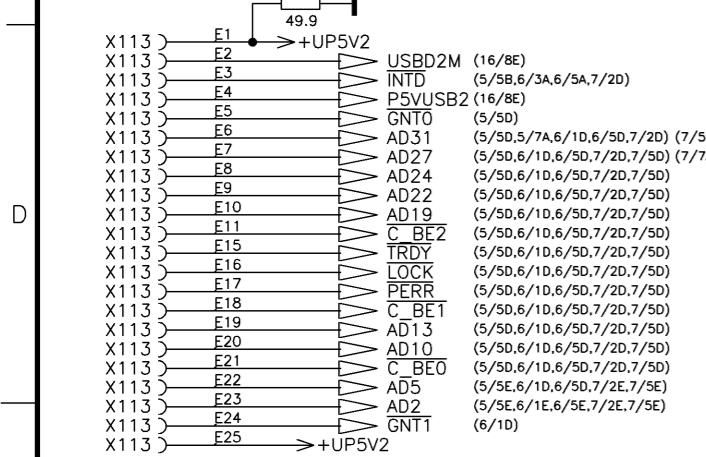 49.9
X113 E1 +UP5V2
X113 E2 USBD2M (16/8E)
X113 E3 INTD (5/5B,6/3A,6/5A,7/2D)
X113 E4 P5VUSB2 (16/8E)
X113 E5 GNT0 (5/5D)
X113 E6 AD31 (5/5D,5/7A,6/1D,6/5D,7/2D) (7/5
X113 E7 AD27 (5/5D,6/1D,6/5D,7/2D,7/5D) (7/7
X113 E8 AD24 (5/5D,6/1D,6/5D,7/2D,7/5D)
X113 E9 AD22 (5/5D,6/1D,6/5D,7/2D,7/5D)
D X113 E10 AD19 (5/5D,6/1D,6/5D,7/2D,7/5D)
X113 E11 C_BE2 (5/5D,6/1D,6/5D,7/2D,7/5D)
X113 E15 TRDY (5/5D,6/1D,6/5D,7/2D,7/5D)
X113 E16 LOCK (5/5D,6/1D,6/5D,7/2D,7/5D)
X113 E17 PERR (5/5D,6/1D,6/5D,7/2D,7/5D)
X113 E18 C_BE1 (5/5D,6/1D,6/5D,7/2D,7/5D)
X113 E19 AD13 (5/5D,6/1D,6/5D,7/2D,7/5D)
X113 E20 AD10 (5/5D,6/1D,6/5D,7/2D,7/5D)
X113 E21 C_BE0 (5/5D,6/1D,6/5D,7/2D,7/5D)
X113 E22 AD5 (5/5E,6/1D,6/5D,7/2E,7/5E)
X113 E23 AD2 (5/5E,6/1E,6/5E,7/2E,7/5E)
X113 E24 GNT1 (6/1D)
X113 E25 +UP5V2